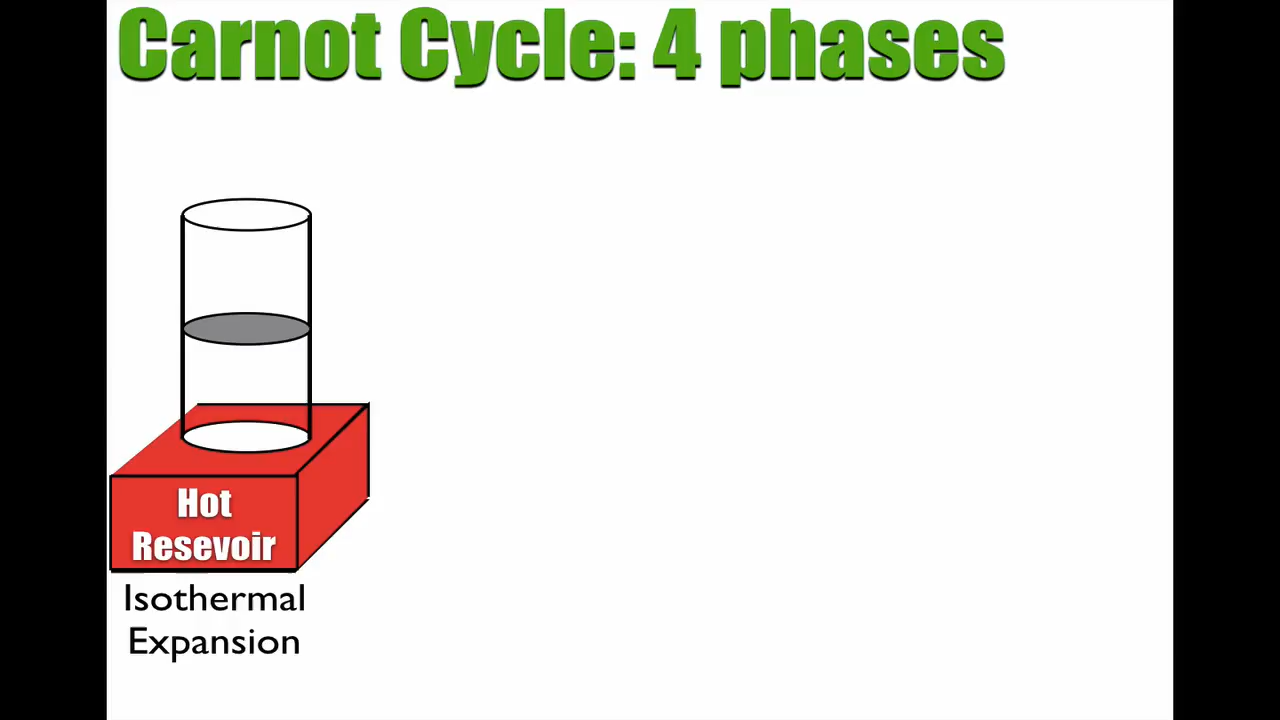 Carnot Cycle: 4 phases
Hot
Resevoir
Isothermal
Expansion